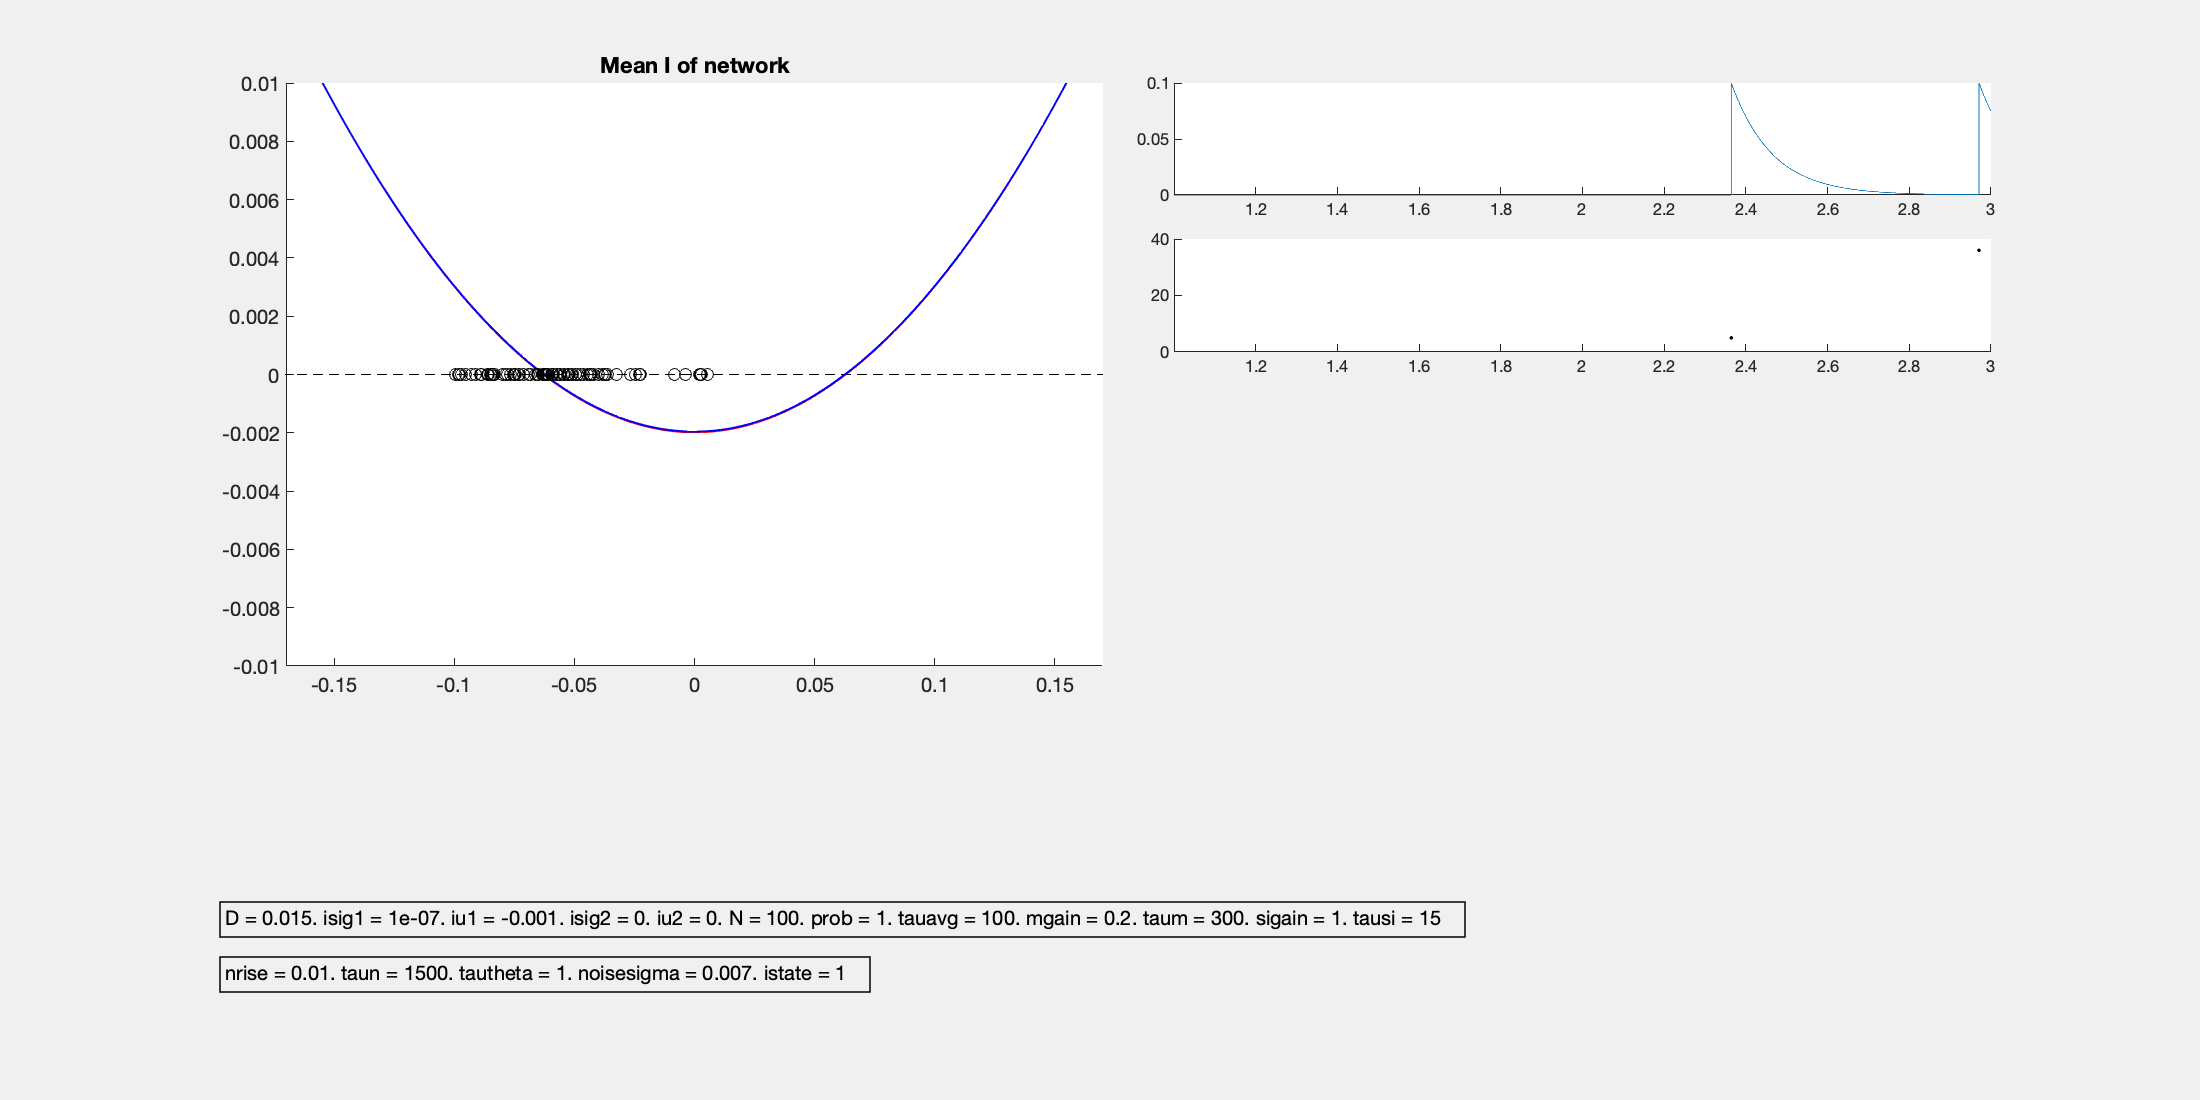 Mean I of network
0.01
0.008
0.006
0.004
0.002
0
-0.002
-0.004
-0.006
-0.008
-0.01
-0.15 -0.1 -0.05 0 0.05 0.1 0.15
0.1
0.05
0
1.2 1.4 1.6 1.8 2 2.2 2.4 2.6 2.8 3
40
20
0
1.2 1.4 1.6 1.8 2 2.2 2.4 2.6 2.8 3
D = 0.015. isig1 = 1e-07. iu1 = -0.001. isig2 = 0. iu2 = 0. N = 100. prob = 1. tauavg = 100. mgain = 0.2. taum = 300. sigain = 1. tausi = 15
nrise = 0.01. taun = 1500. tautheta = 1. noisesigma = 0.007. istate = 1